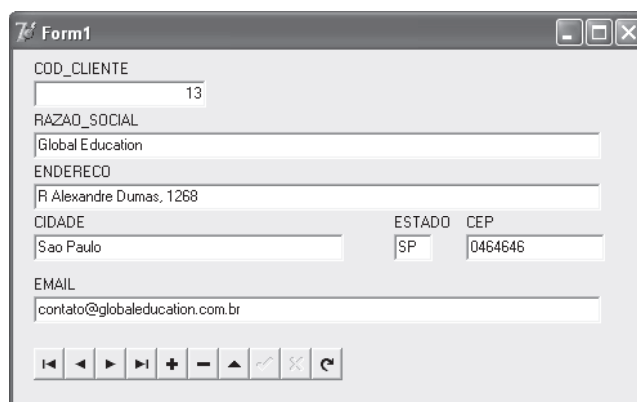 Form1
COD_CLIENTE
13
RAZAO_SOCIAL
Global Education
ENDERECO
R Alexandre Dumas, 1268
CIDADE ESTADO CEP
Sao Paulo SP 0464646
EMAIL
contato@globaleducation.com.br